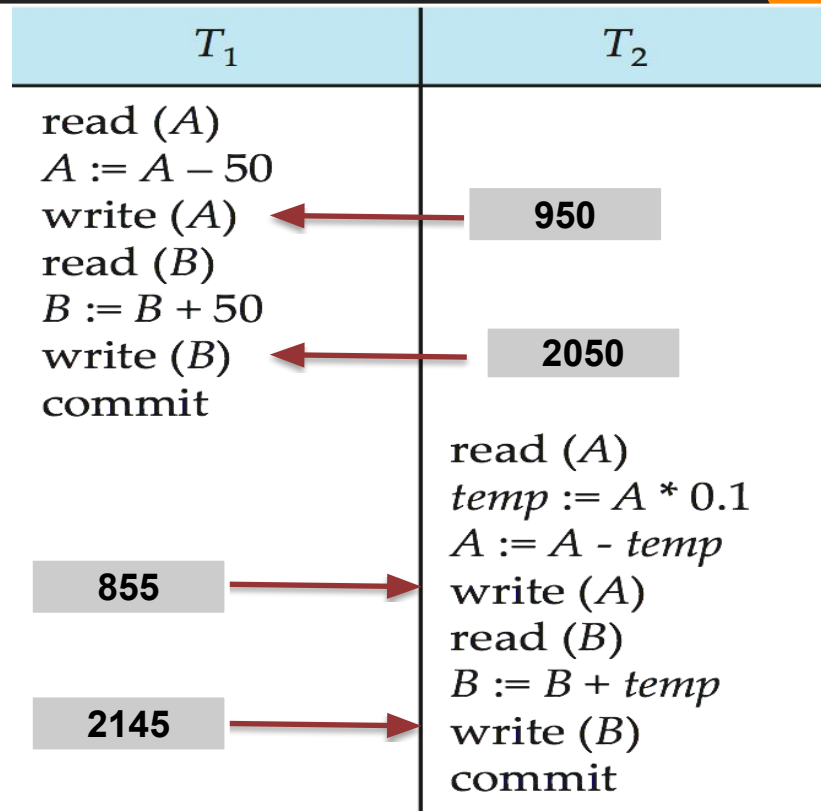 T1 T2
read (A)
A := A – 50
write (A) 950
read (B)
B := B + 50
write (B) 2050
commit
read (A)
temp := A * 0.1
A := A - temp
855 write (A)
read (B)
B := B + temp
2145 write (B)
commit